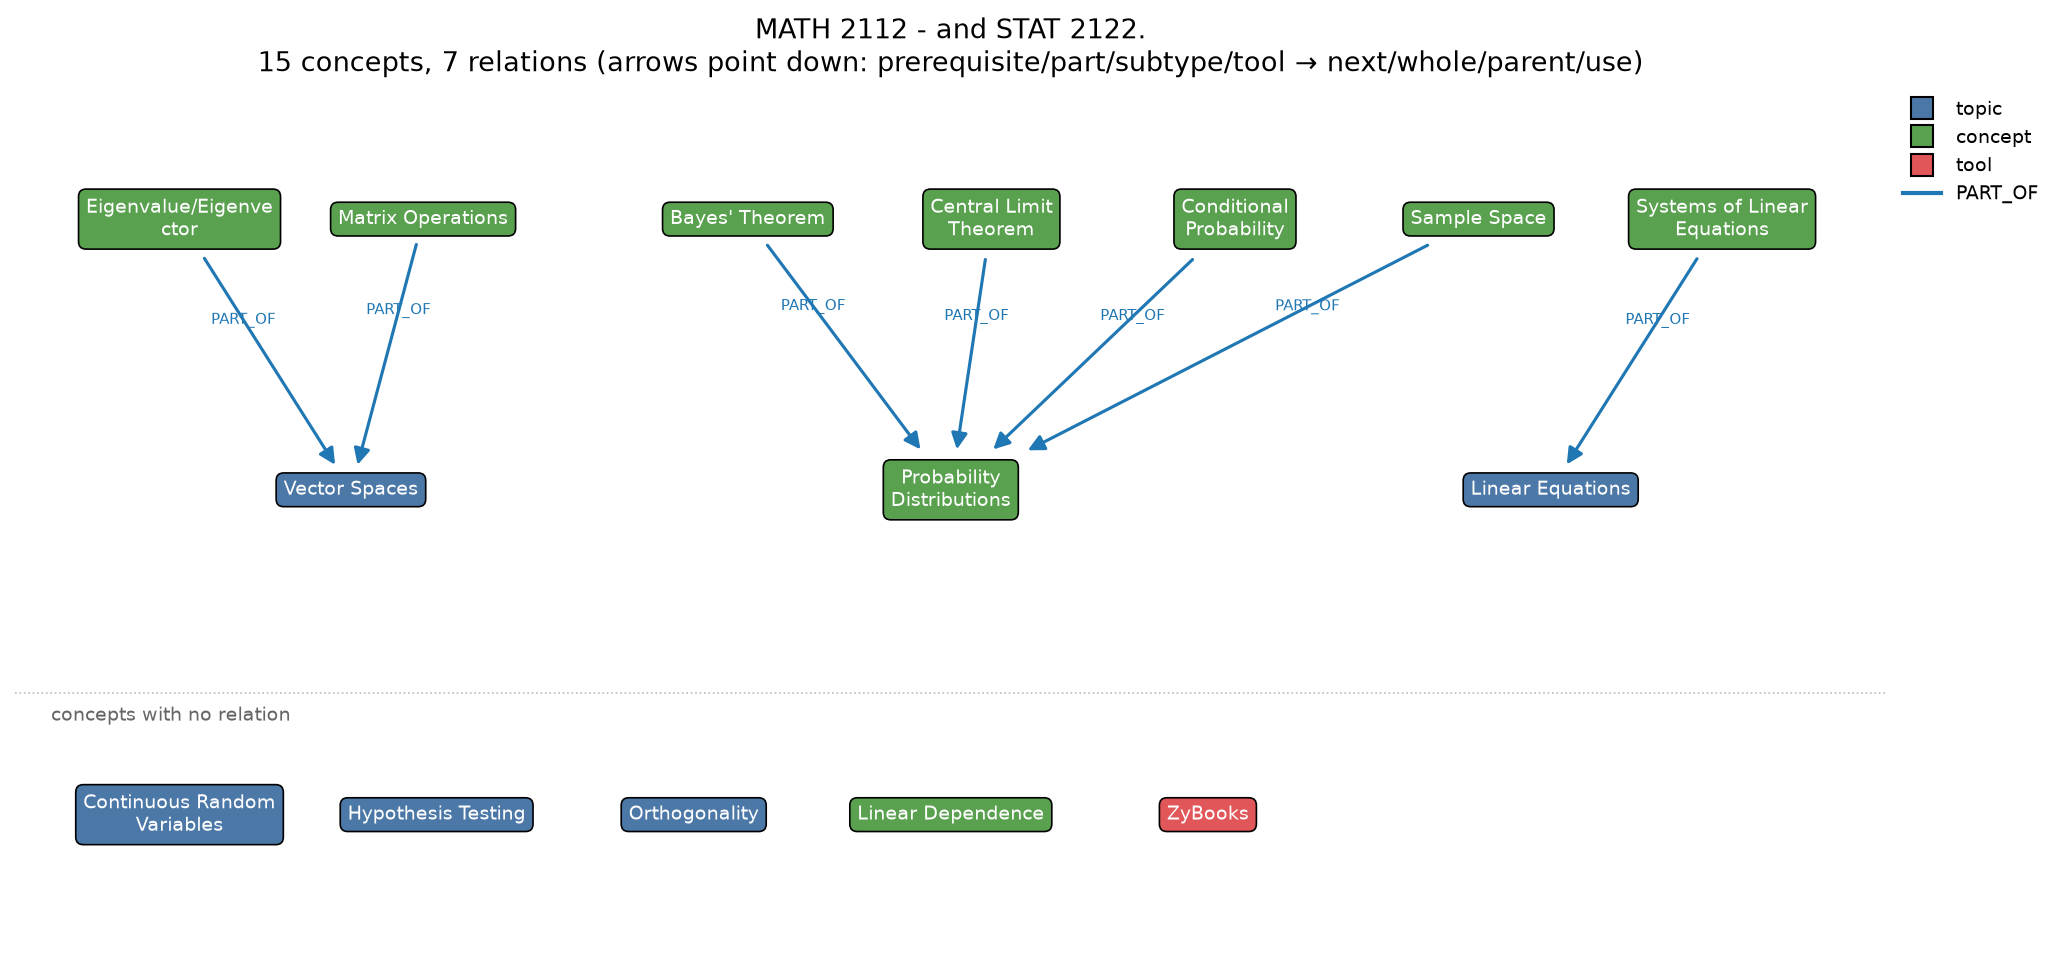 MATH 2112 - and STAT 2122.
15 concepts, 7 relations (arrows point down: prerequisite/part/subtype/tool → next/whole/parent/use)
topic
concept
tool
PART_OF
Eigenvalue/Eigenve
ctor
Matrix Operations
Bayes' Theorem
Central Limit
Theorem
Conditional
Probability
Sample Space
Systems of Linear
Equations
PART_OF
PART_OF
PART_OF
PART_OF
PART_OF
PART_OF
PART_OF
Vector Spaces
Probability
Distributions
Linear Equations
concepts with no relation
Continuous Random
Variables
Hypothesis Testing
Orthogonality
Linear Dependence
ZyBooks